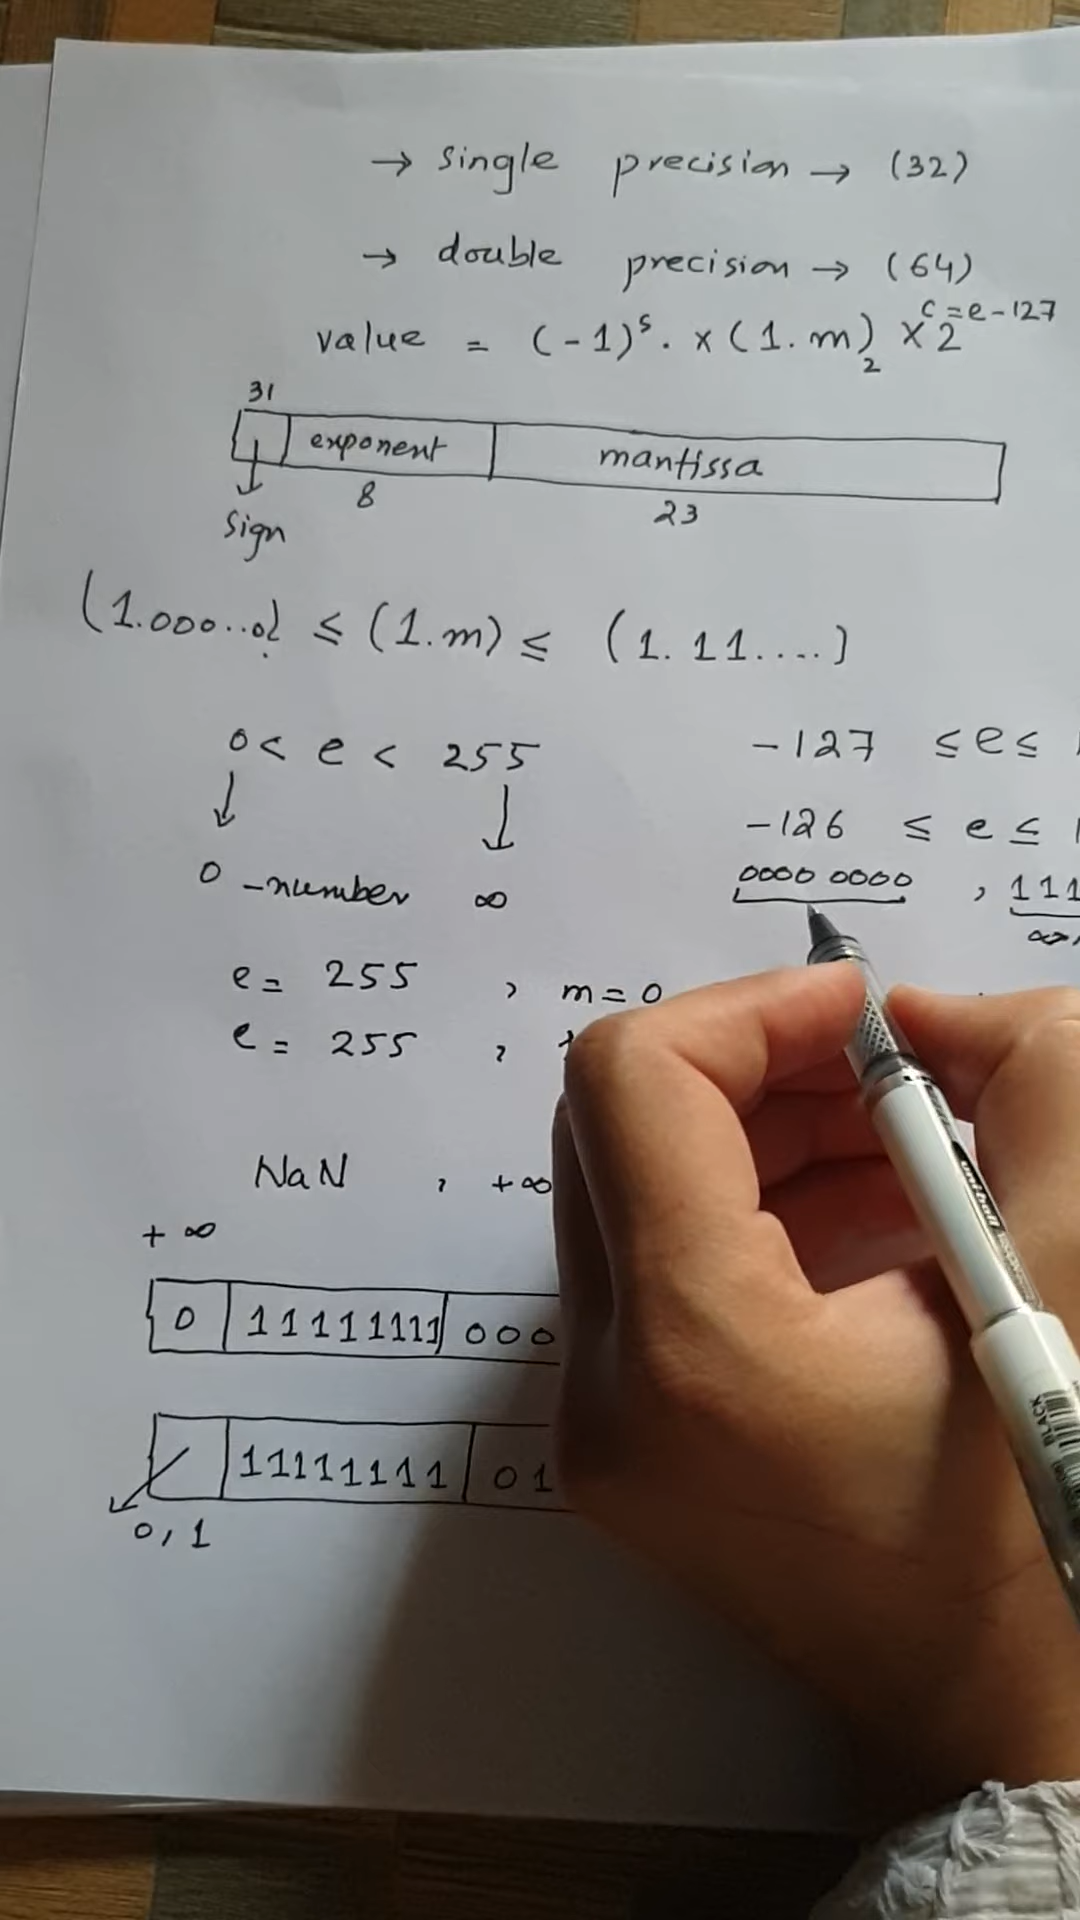 → single precision → (32)
→ double precision → (64)
value = (-1)^s . x (1. m)₂ x 2^c=e-127
31
exponent mantissa
8 23
sign
(1.000..0) ≤ (1.m) ≤ (1. 11....)
0 < e < 255
-127 ≤ e ≤
-126 ≤ e ≤
0000 0000 , 111
0 -number ∞
∞,
e = 255 , m = 0
e = 255 ,
NaN , +∞
+ ∞
0 11111111 000
11111111 01
0, 1
uniball
BLACK